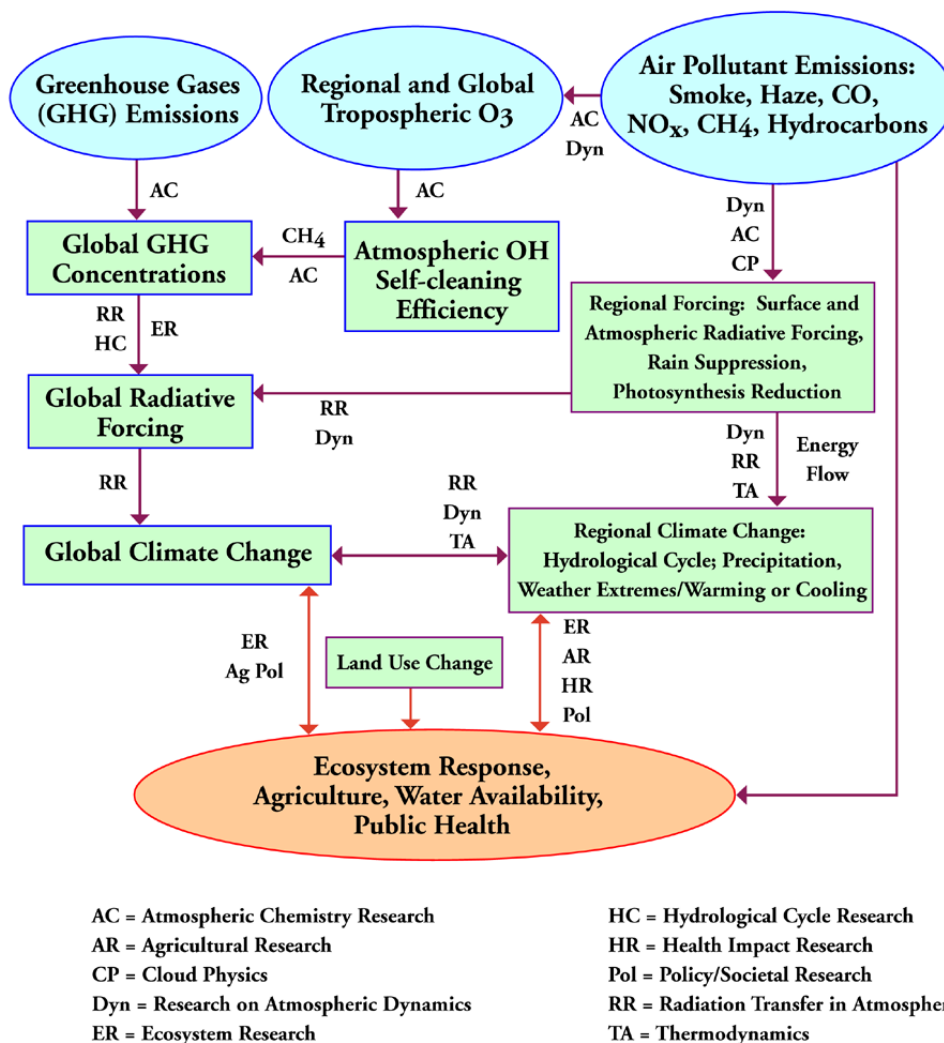 Greenhouse Gases
(GHG) Emissions
Regional and Global
Tropospheric O3
Air Pollutant Emissions:
Smoke, Haze, CO,
NOx, CH4, Hydrocarbons
AC
Dyn
AC
AC
Dyn
AC
CP
Global GHG
Concentrations
CH4
AC
Atmospheric OH
Self-cleaning
Efficiency
Regional Forcing: Surface and
Atmospheric Radiative Forcing,
Rain Suppression,
Photosynthesis Reduction
RR
HC
ER
Global Radiative
Forcing
RR
Dyn
Dyn
RR
TA
Energy
Flow
RR
RR
Dyn
TA
Global Climate Change
Regional Climate Change:
Hydrological Cycle; Precipitation,
Weather Extremes/Warming or Cooling
ER
Ag Pol
Land Use Change
ER
AR
HR
Pol
Ecosystem Response,
Agriculture, Water Availability,
Public Health
AC = Atmospheric Chemistry Research
AR = Agricultural Research
CP = Cloud Physics
Dyn = Research on Atmospheric Dynamics
ER = Ecosystem Research
HC = Hydrological Cycle Research
HR = Health Impact Research
Pol = Policy/Societal Research
RR = Radiation Transfer in Atmospher
TA = Thermodynamics